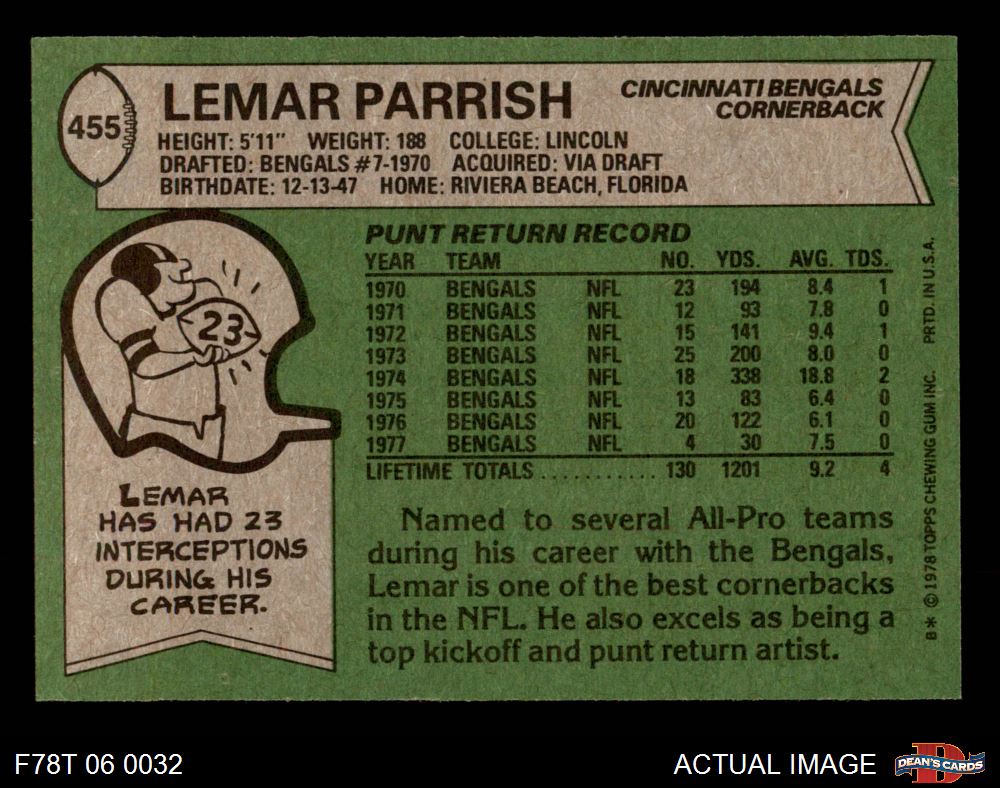 455
LEMAR PARRISH
CINCINNATI BENGALS
CORNERBACK
HEIGHT: 5'11" WEIGHT: 188 COLLEGE: LINCOLN
DRAFTED: BENGALS #7-1970 ACQUIRED: VIA DRAFT
BIRTHDATE: 12-13-47 HOME: RIVIERA BEACH, FLORIDA
23
LEMAR
HAS HAD 23
INTERCEPTIONS
DURING HIS
CAREER.
PUNT RETURN RECORD
YEAR TEAM NO. YDS. AVG. TDS.
1970 BENGALS NFL 23 194 8.4 1
1971 BENGALS NFL 12 93 7.8 0
1972 BENGALS NFL 15 141 9.4 1
1973 BENGALS NFL 25 200 8.0 0
1974 BENGALS NFL 18 338 18.8 2
1975 BENGALS NFL 13 83 6.4 0
1976 BENGALS NFL 20 122 6.1 0
1977 BENGALS NFL 4 30 7.5 0
LIFETIME TOTALS ........... 130 1201 9.2 4
Named to several All-Pro teams
during his career with the Bengals,
Lemar is one of the best cornerbacks
in the NFL. He also excels as being a
top kickoff and punt return artist.
B* © 1978 TOPPS CHEWING GUM INC. PRTD. IN U.S.A.
F78T 06 0032
ACTUAL IMAGE
DEAN'S CARDS